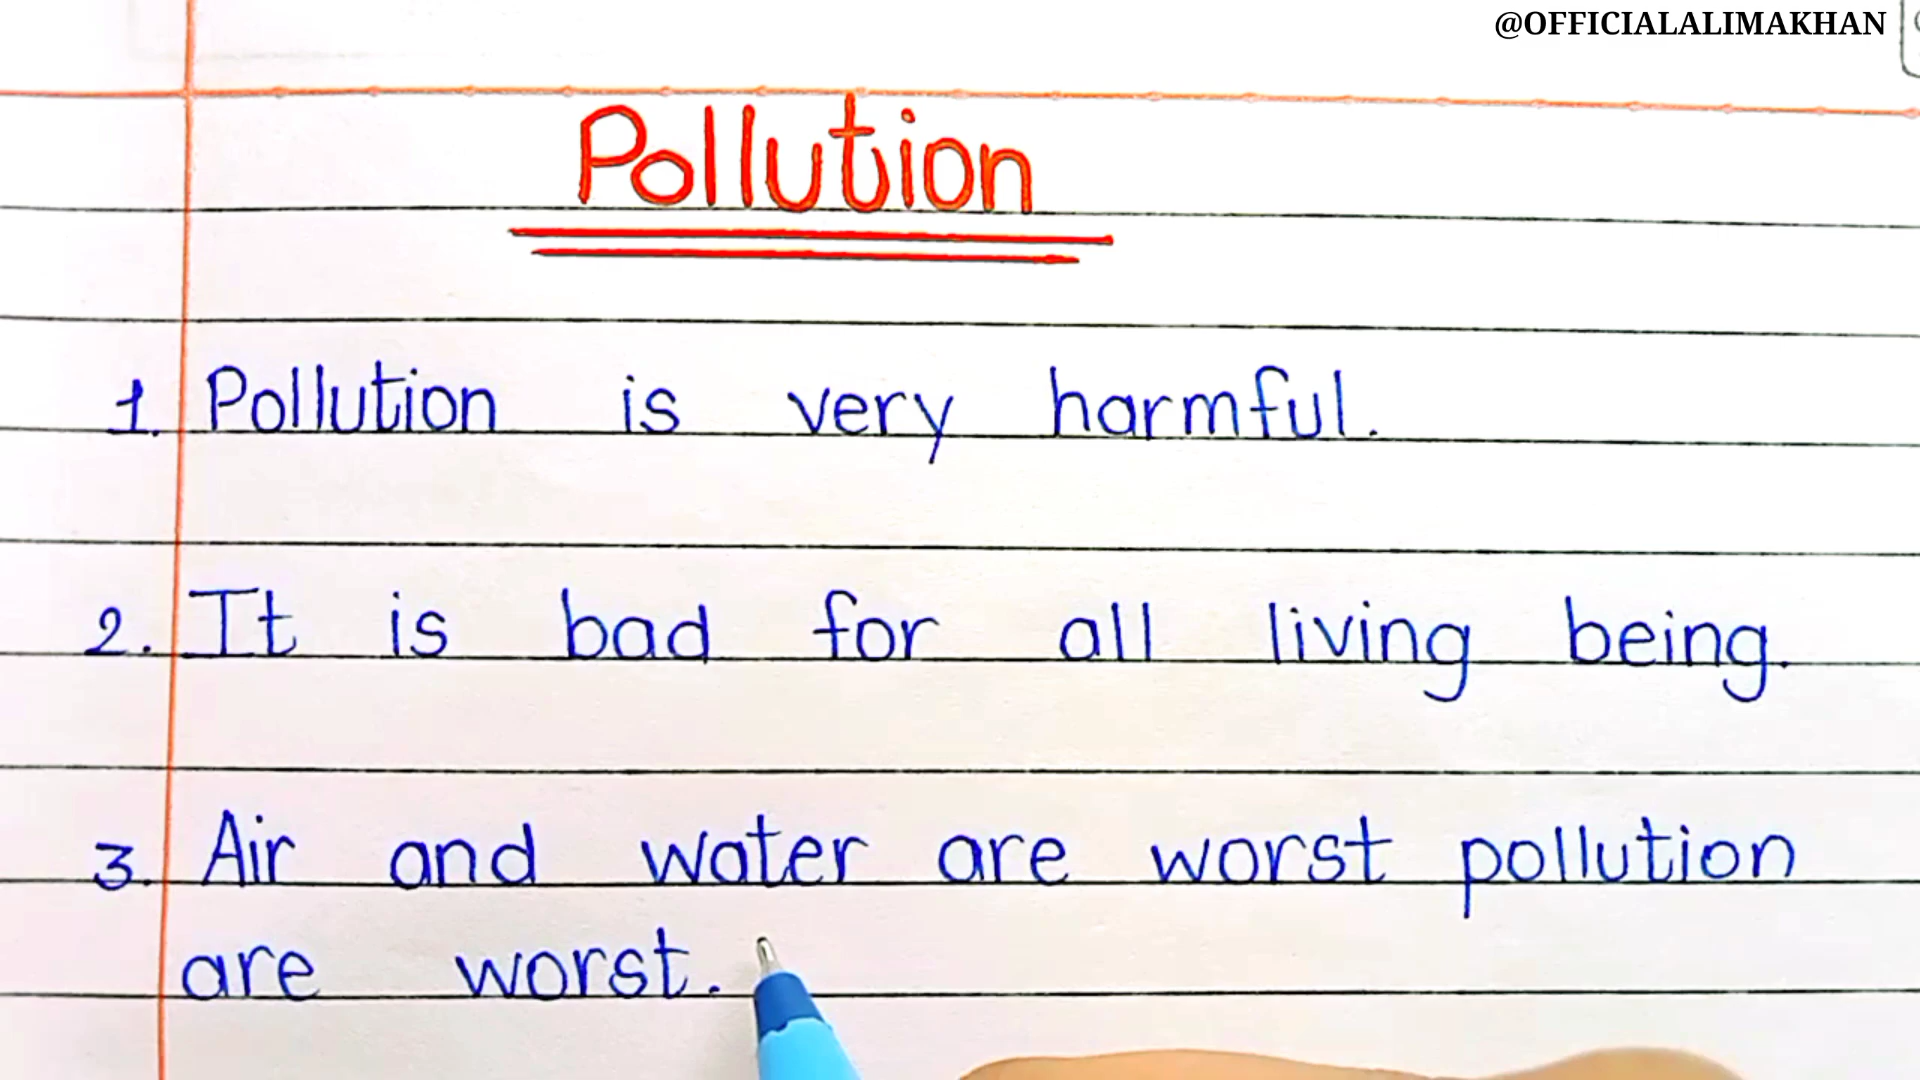 @OFFICIALALIMAKHAN
Pollution
1. Pollution is very harmful.
2. It is bad for all living being.
3. Air and water are worst pollution
are worst.